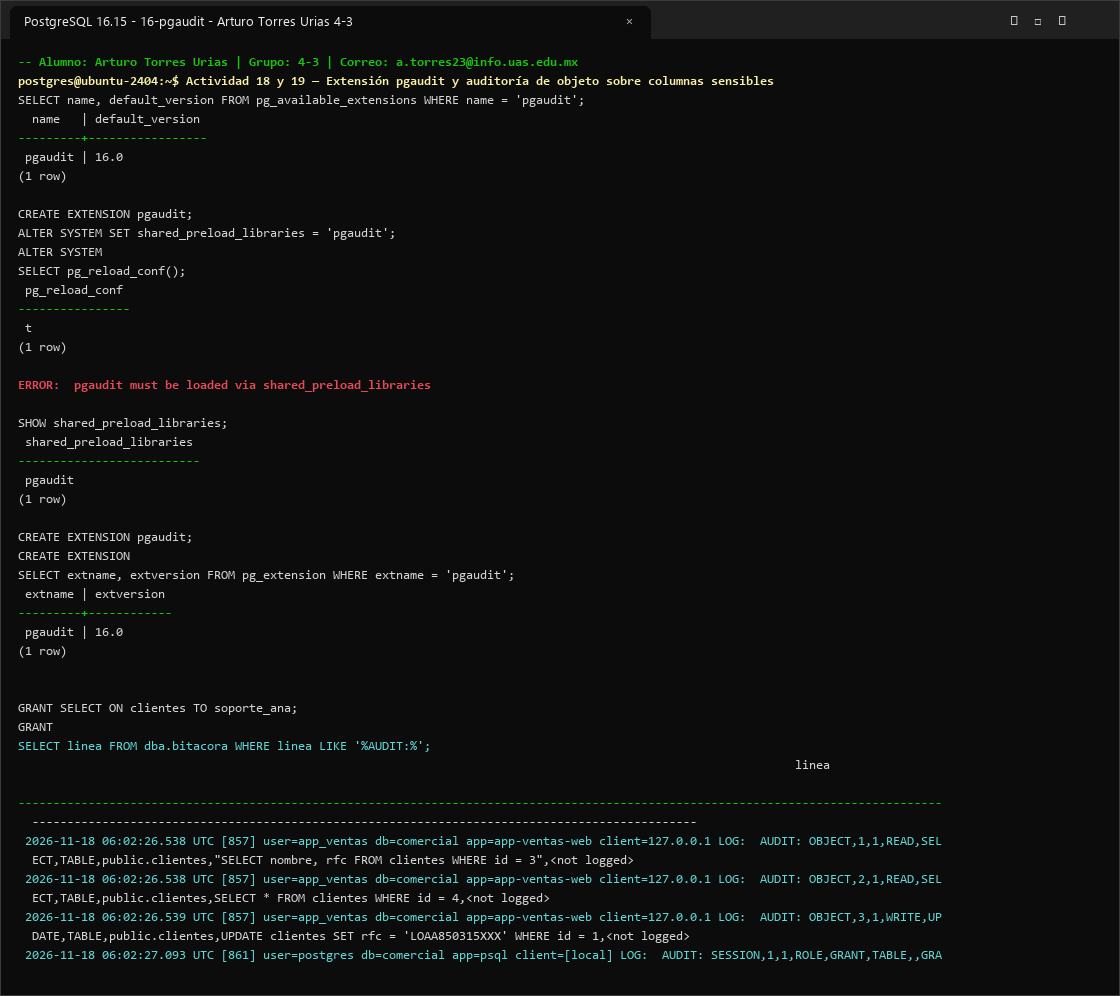 PostgreSQL 16.15 - 16-pgaudit - Arturo Torres Urias 4-3 ×
-- Alumno: Arturo Torres Urias | Grupo: 4-3 | Correo: a.torres23@info.uas.edu.mx
postgres@ubuntu-2404:~$ Actividad 18 y 19 — Extensión pgaudit y auditoría de objeto sobre columnas sensibles
SELECT name, default_version FROM pg_available_extensions WHERE name = 'pgaudit';
  name   | default_version
---------+-----------------
 pgaudit | 16.0
(1 row)

CREATE EXTENSION pgaudit;
ALTER SYSTEM SET shared_preload_libraries = 'pgaudit';
ALTER SYSTEM
SELECT pg_reload_conf();
 pg_reload_conf
----------------
 t
(1 row)

ERROR:  pgaudit must be loaded via shared_preload_libraries

SHOW shared_preload_libraries;
 shared_preload_libraries
--------------------------
 pgaudit
(1 row)

CREATE EXTENSION pgaudit;
CREATE EXTENSION
SELECT extname, extversion FROM pg_extension WHERE extname = 'pgaudit';
 extname | extversion
---------+------------
 pgaudit | 16.0
(1 row)

GRANT SELECT ON clientes TO soporte_ana;
GRANT
SELECT linea FROM dba.bitacora WHERE linea LIKE '%AUDIT:%';
linea
------------------------------------------------------------------------------------------------------------------------------------
  -----------------------------------------------------------------------------------------------
 2026-11-18 06:02:26.538 UTC [857] user=app_ventas db=comercial app=app-ventas-web client=127.0.0.1 LOG:  AUDIT: OBJECT,1,1,READ,SEL
  ECT,TABLE,public.clientes,"SELECT nombre, rfc FROM clientes WHERE id = 3",<not logged>
 2026-11-18 06:02:26.538 UTC [857] user=app_ventas db=comercial app=app-ventas-web client=127.0.0.1 LOG:  AUDIT: OBJECT,2,1,READ,SEL
  ECT,TABLE,public.clientes,SELECT * FROM clientes WHERE id = 4,<not logged>
 2026-11-18 06:02:26.539 UTC [857] user=app_ventas db=comercial app=app-ventas-web client=127.0.0.1 LOG:  AUDIT: OBJECT,3,1,WRITE,UP
  DATE,TABLE,public.clientes,UPDATE clientes SET rfc = 'LOAA850315XXX' WHERE id = 1,<not logged>
 2026-11-18 06:02:27.093 UTC [861] user=postgres db=comercial app=psql client=[local] LOG:  AUDIT: SESSION,1,1,ROLE,GRANT,TABLE,,GRA